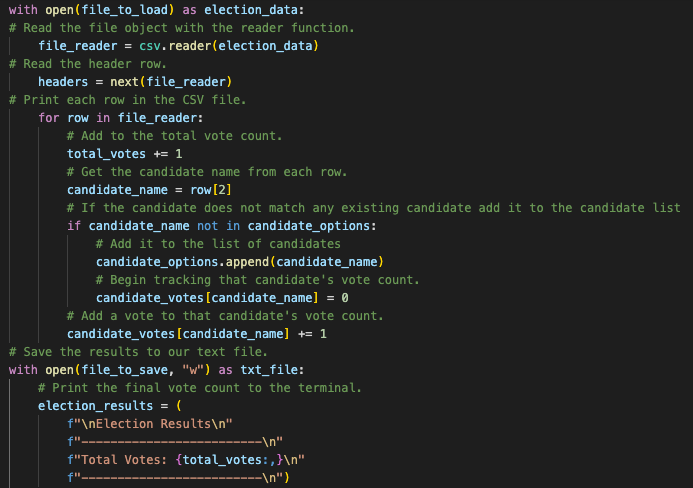 with open(file_to_load) as election_data:
# Read the file object with the reader function.
    file_reader = csv.reader(election_data)
# Read the header row.
    headers = next(file_reader)
# Print each row in the CSV file.
    for row in file_reader:
        # Add to the total vote count.
        total_votes += 1
        # Get the candidate name from each row.
        candidate_name = row[2]
        # If the candidate does not match any existing candidate add it to the candidate list
        if candidate_name not in candidate_options:
            # Add it to the list of candidates
            candidate_options.append(candidate_name)
            # Begin tracking that candidate's vote count.
            candidate_votes[candidate_name] = 0
        # Add a vote to that candidate's vote count.
        candidate_votes[candidate_name] += 1
# Save the results to our text file.
with open(file_to_save, "w") as txt_file:
    # Print the final vote count to the terminal.
    election_results = (
        f"\nElection Results\n"
        f"-------------------------\n"
        f"Total Votes: {total_votes:,}\n"
        f"-------------------------\n")